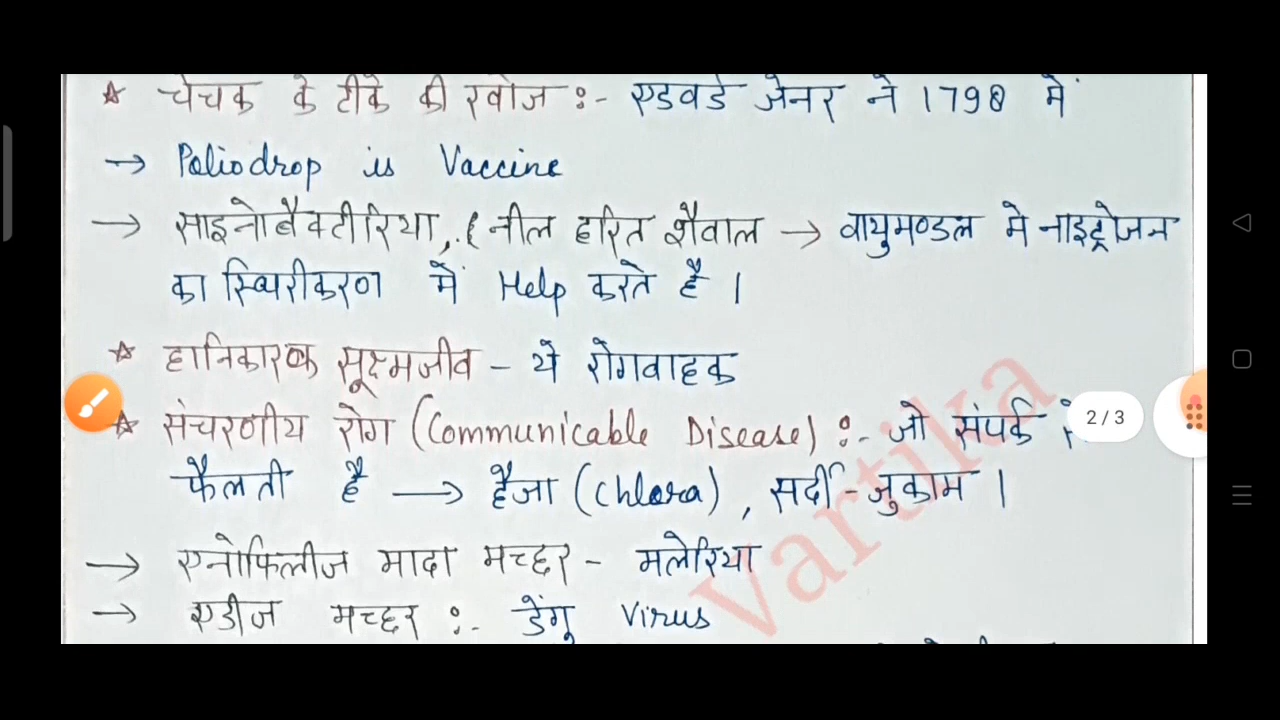 ☆ चेचक के टीके की खोज :- एडवर्ड जेनर ने 1798 में
→ Poliodrop is Vaccine
→ साइनोबैक्टीरिया, { नील हरित शैवाल → वायुमण्डल मे नाइट्रोजन
का स्थिरीकरण में Help करते है ।
☆ हानिकारक सूक्ष्मजीव - ये रोगवाहक
2/3
☆ संचरणीय रोग (Communicable Disease) :- जो संपर्क
फैलती है → हैजा (Chlora), सर्दी-जुकाम ।
→ एनोफिलीज मादा मच्छर - मलेरिया
→ एडीज मच्छर :- डेंगू Virus
vartika